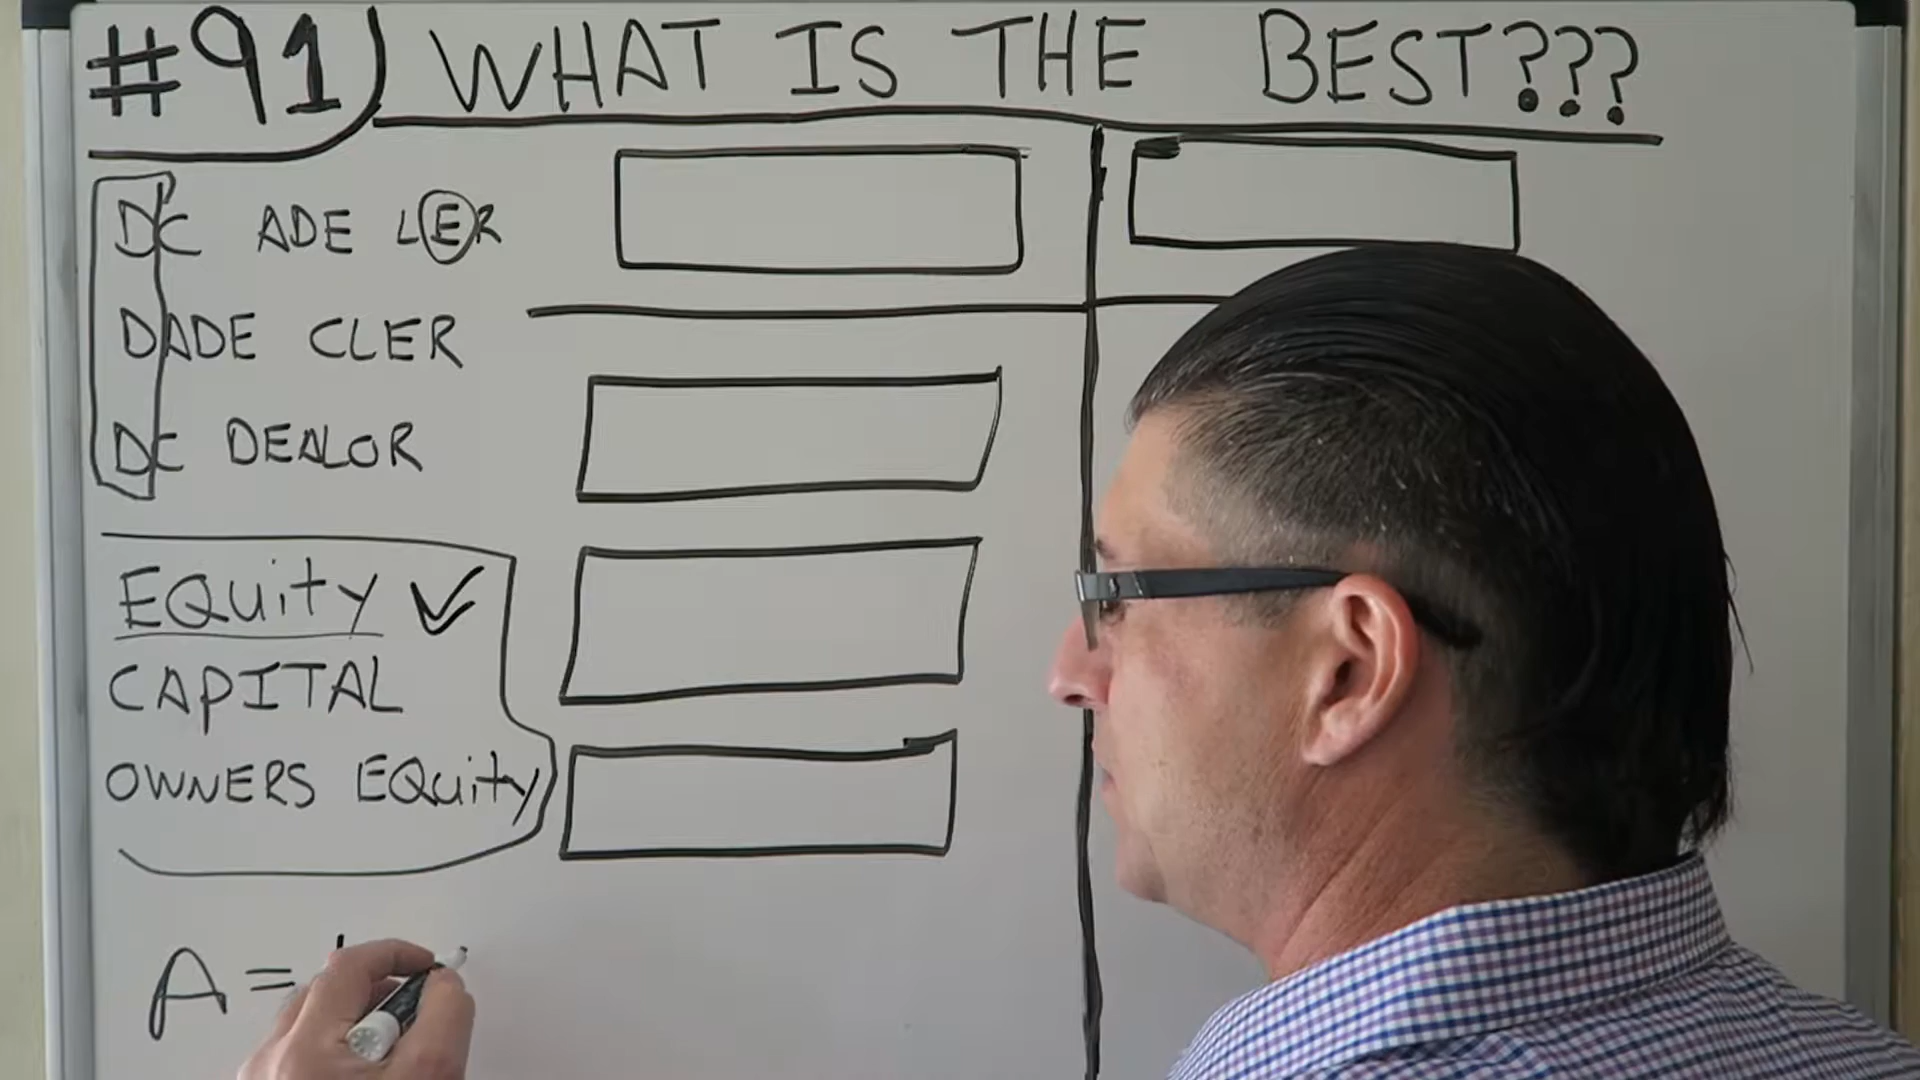 #91) WHAT IS THE BEST???
DC ADE LER
DADE CLER
DC DEALOR
EQuity ✓
CAPITAL
OWNERS EQuity
A =